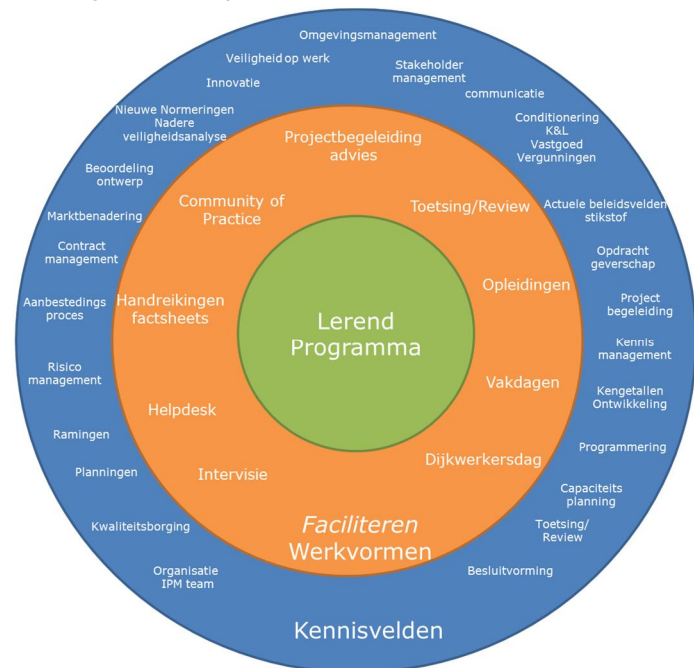 Omgevingsmanagement
Veiligheid op werk
Stakeholder
management
Innovatie
communicatie
Nieuwe Normeringen
Nadere
veiligheidsanalyse
Conditionering
K&L
Vastgoed
Vergunningen
Projectbegeleiding
advies
Beoordeling
ontwerp
Community of
Practice
Toetsing/Review
Actuele beleidsvelden
stikstof
Marktbenadering
Contract
management
Opdracht
geverschap
Opleidingen
Aanbestedings
proces
Handreikingen
factsheets
Lerend
Programma
Project
begeleiding
Kennis
management
Risico
management
Vakdagen
Kengetallen
Ontwikkeling
Helpdesk
Ramingen
Programmering
Dijkwerkersdag
Planningen
Intervisie
Capaciteits
planning
Kwaliteitsborging
Faciliteren
Werkvormen
Toetsing/
Review
Organisatie
IPM team
Besluitvorming
Kennisvelden